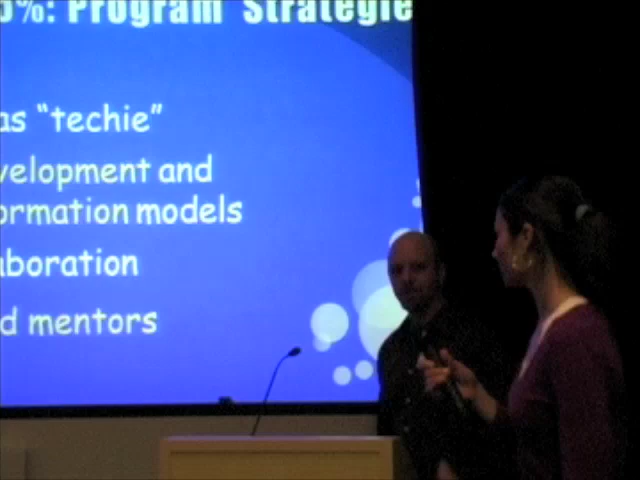 %: Program Strategie
as "techie"
velopment and
ormation models
aboration
d mentors